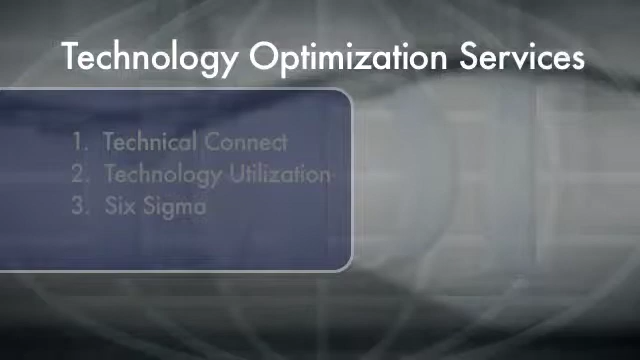 Technology Optimization Services
1. Technical Connect
2. Technology Utilization
3. Six Sigma